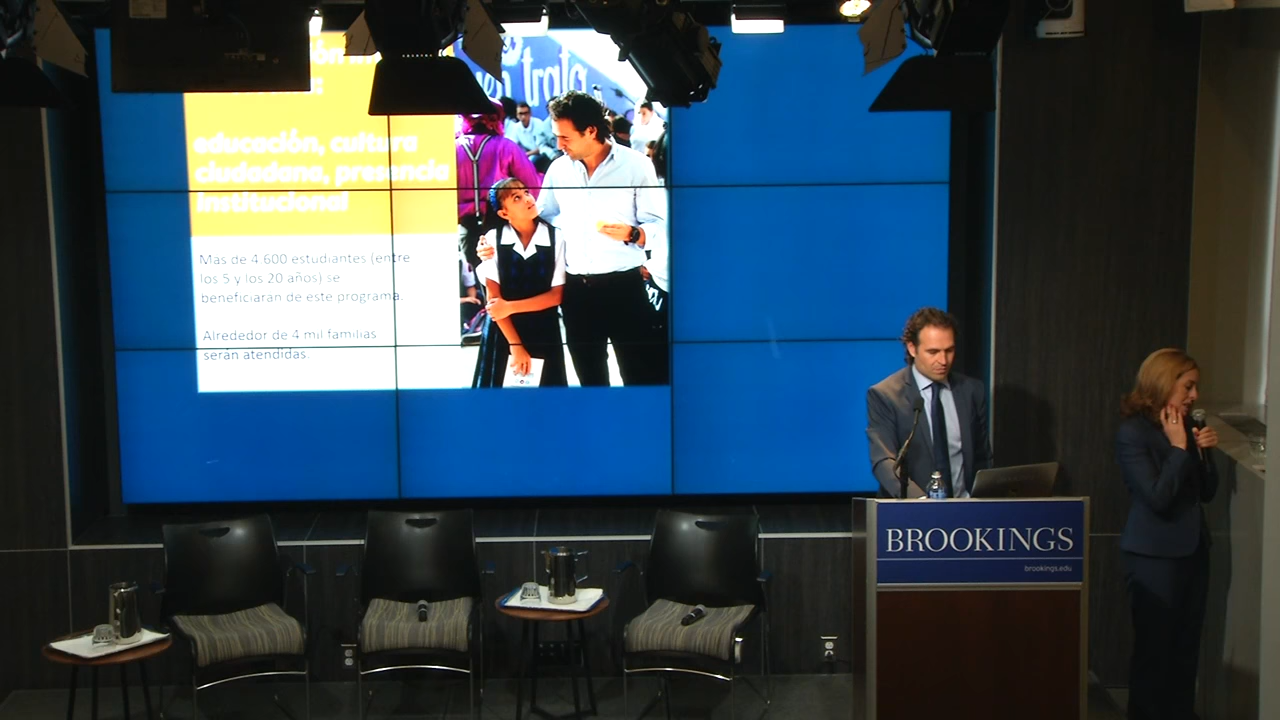 educación, cultura
ciudadana, presencia
institucional
Mas de 4.600 estudiantes (entre
los 5 y los 20 años) se
beneficiaran de este programa.
Alrededor de 4 mil familias
serán atendidas.
trata
BROOKINGS
brookings.edu